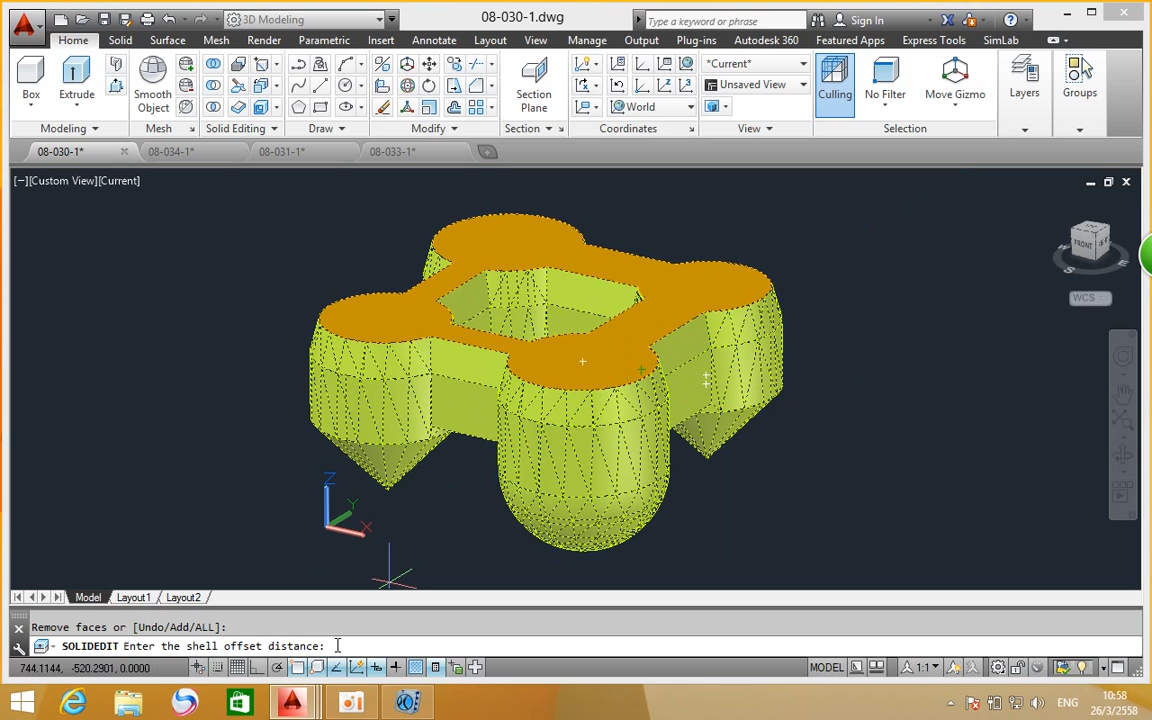 3D Modeling
08-030-1.dwg
Type a keyword or phrase
Sign In
Home Solid Surface Mesh Render Parametric Insert Annotate Layout View Manage Output Plug-ins Autodesk 360 Featured Apps Express Tools SimLab
Box
Extrude
Smooth
Object
Section
Plane
*Current*
Unsaved View
World
Culling
No Filter
Move Gizmo
Layers
Groups
Modeling Mesh Solid Editing Draw Modify Section Coordinates View Selection
08-030-1* 08-034-1* 08-031-1* 08-033-1*
[−][Custom View][Current]
FRONT
S
WCS
Z
Y
X
Model Layout1 Layout2
Remove faces or [Undo/Add/ALL]:
SOLIDEDIT Enter the shell offset distance:
744.1144, -520.2901, 0.0000
MODEL
1:1
ENG
10:58
26/3/2558